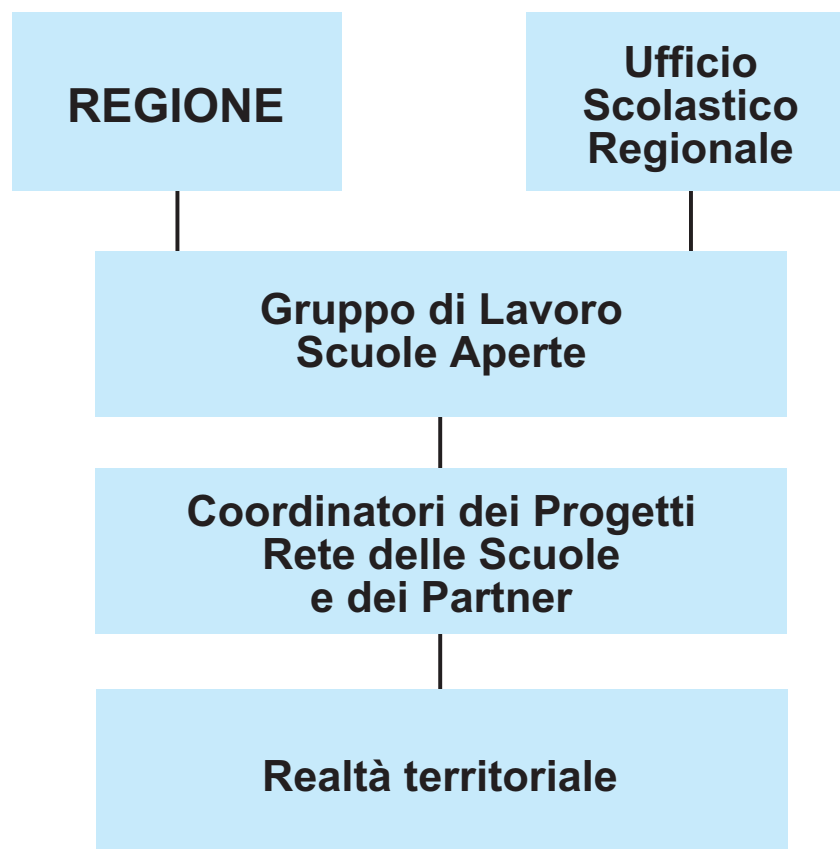 REGIONE
Ufficio
Scolastico
Regionale
Gruppo di Lavoro
Scuole Aperte
Coordinatori dei Progetti
Rete delle Scuole
e dei Partner
Realtà territoriale